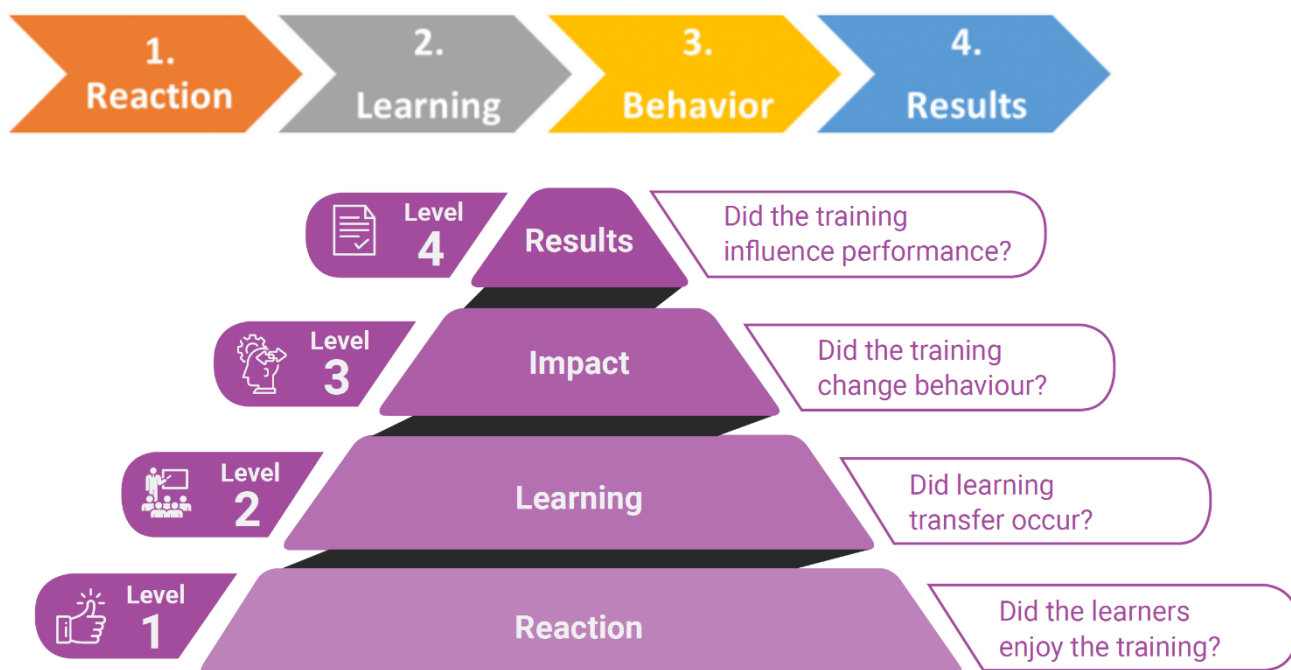 1.
Reaction
2.
Learning
3.
Behavior
4.
Results
Level
4
Results
Did the training
influence performance?
Level
3
Impact
Did the training
change behaviour?
Level
2
Learning
Did learning
transfer occur?
Level
1
Reaction
Did the learners
enjoy the training?